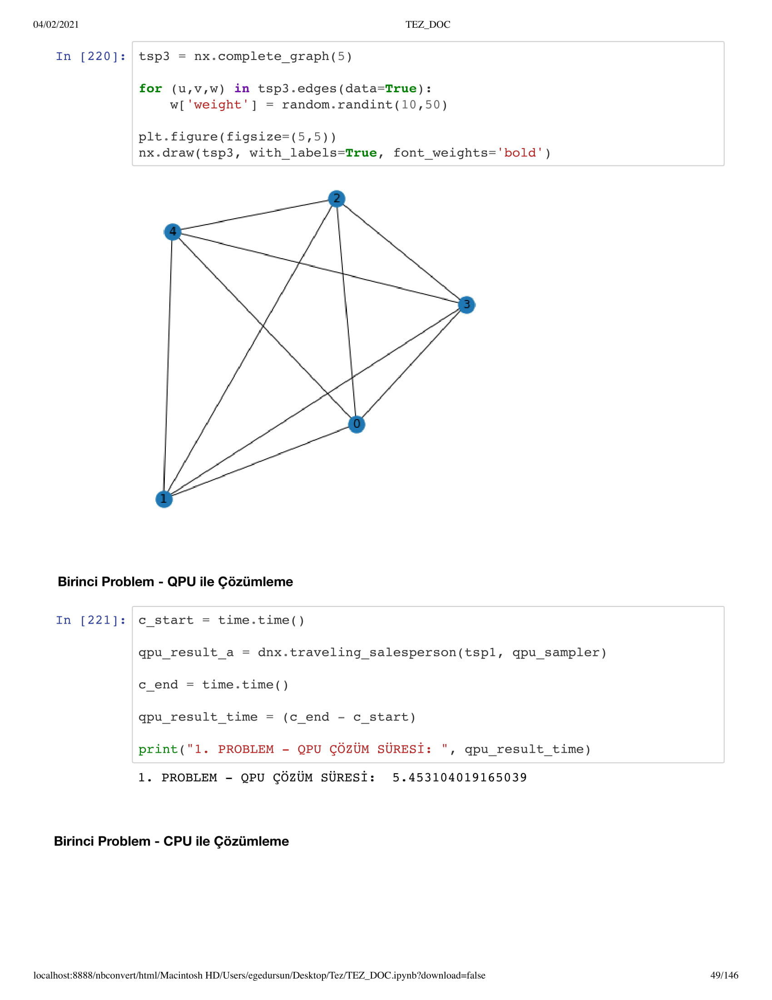 04/02/2021 TEZ_DOC
In [220]: tsp3 = nx.complete_graph(5)
for (u,v,w) in tsp3.edges(data=True):
    w['weight'] = random.randint(10,50)
plt.figure(figsize=(5,5))
nx.draw(tsp3, with_labels=True, font_weights='bold')
2
4
3
0
1
Birinci Problem - QPU ile Çözümleme
In [221]: c_start = time.time()
qpu_result_a = dnx.traveling_salesperson(tsp1, qpu_sampler)
c_end = time.time()
qpu_result_time = (c_end - c_start)
print("1. PROBLEM - QPU ÇÖZÜM SÜRESİ: ", qpu_result_time)
1. PROBLEM - QPU ÇÖZÜM SÜRESİ:  5.453104019165039
Birinci Problem - CPU ile Çözümleme
localhost:8888/nbconvert/html/Macintosh HD/Users/egedursun/Desktop/Tez/TEZ_DOC.ipynb?download=false 49/146